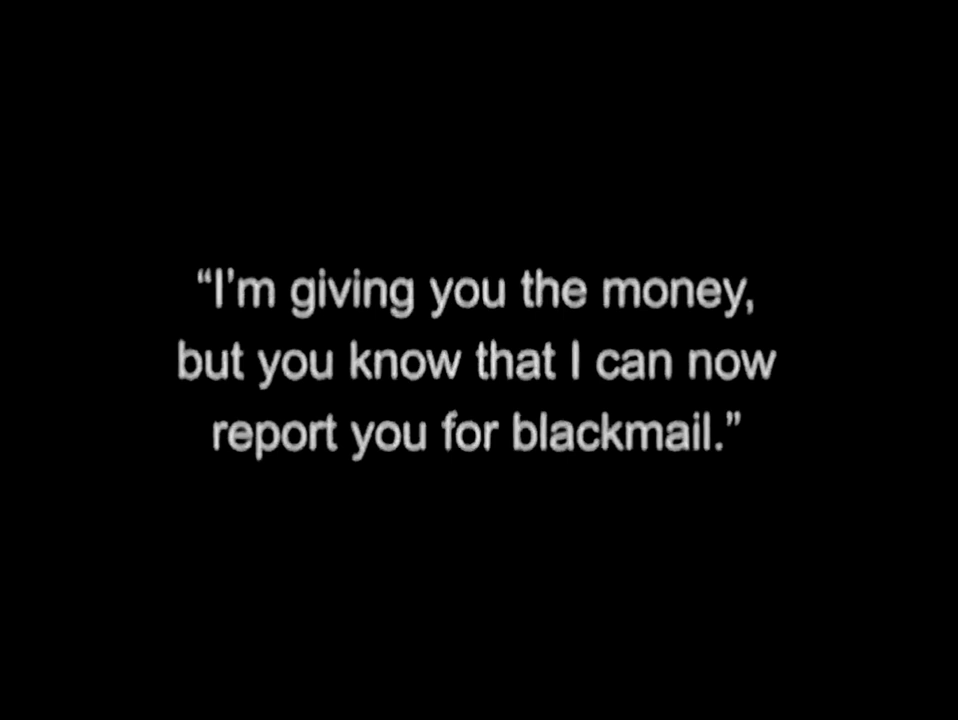 “I’m giving you the money,
but you know that I can now
report you for blackmail.”